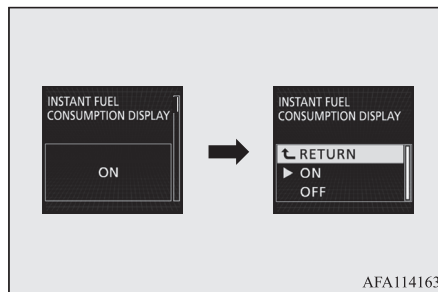 INSTANT FUEL
CONSUMPTION DISPLAY
ON
INSTANT FUEL
CONSUMPTION DISPLAY
RETURN
ON
OFF
AFA114163